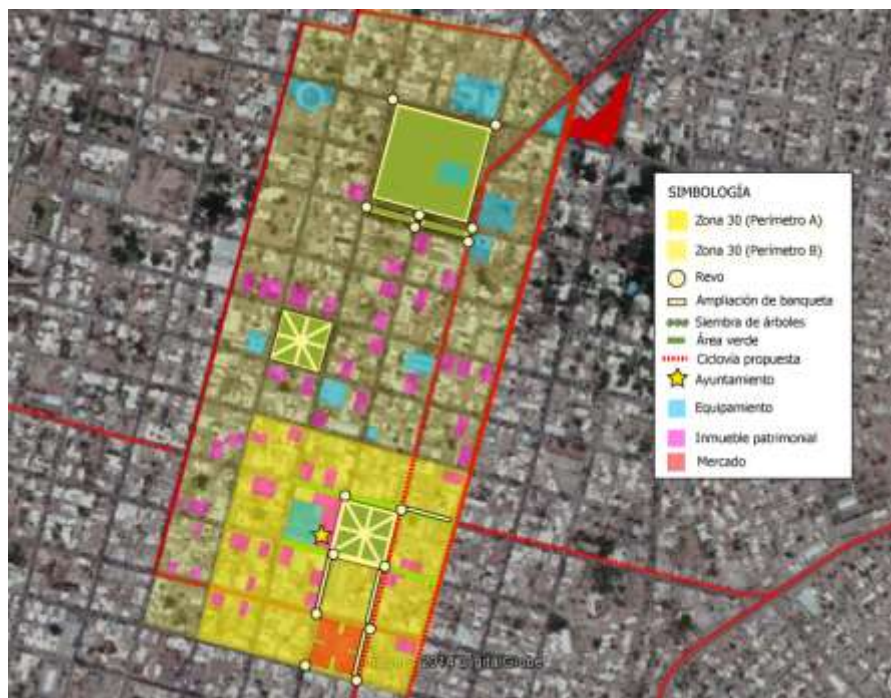 SIMBOLOGÍA
Zona 30 (Perímetro A)
Zona 30 (Perímetro B)
Revo
Ampliación de banqueta
Siembra de árboles
Área verde
Ciclovia propuesta
Ayuntamiento
Equipamiento
Inmueble patrimonial
Mercado